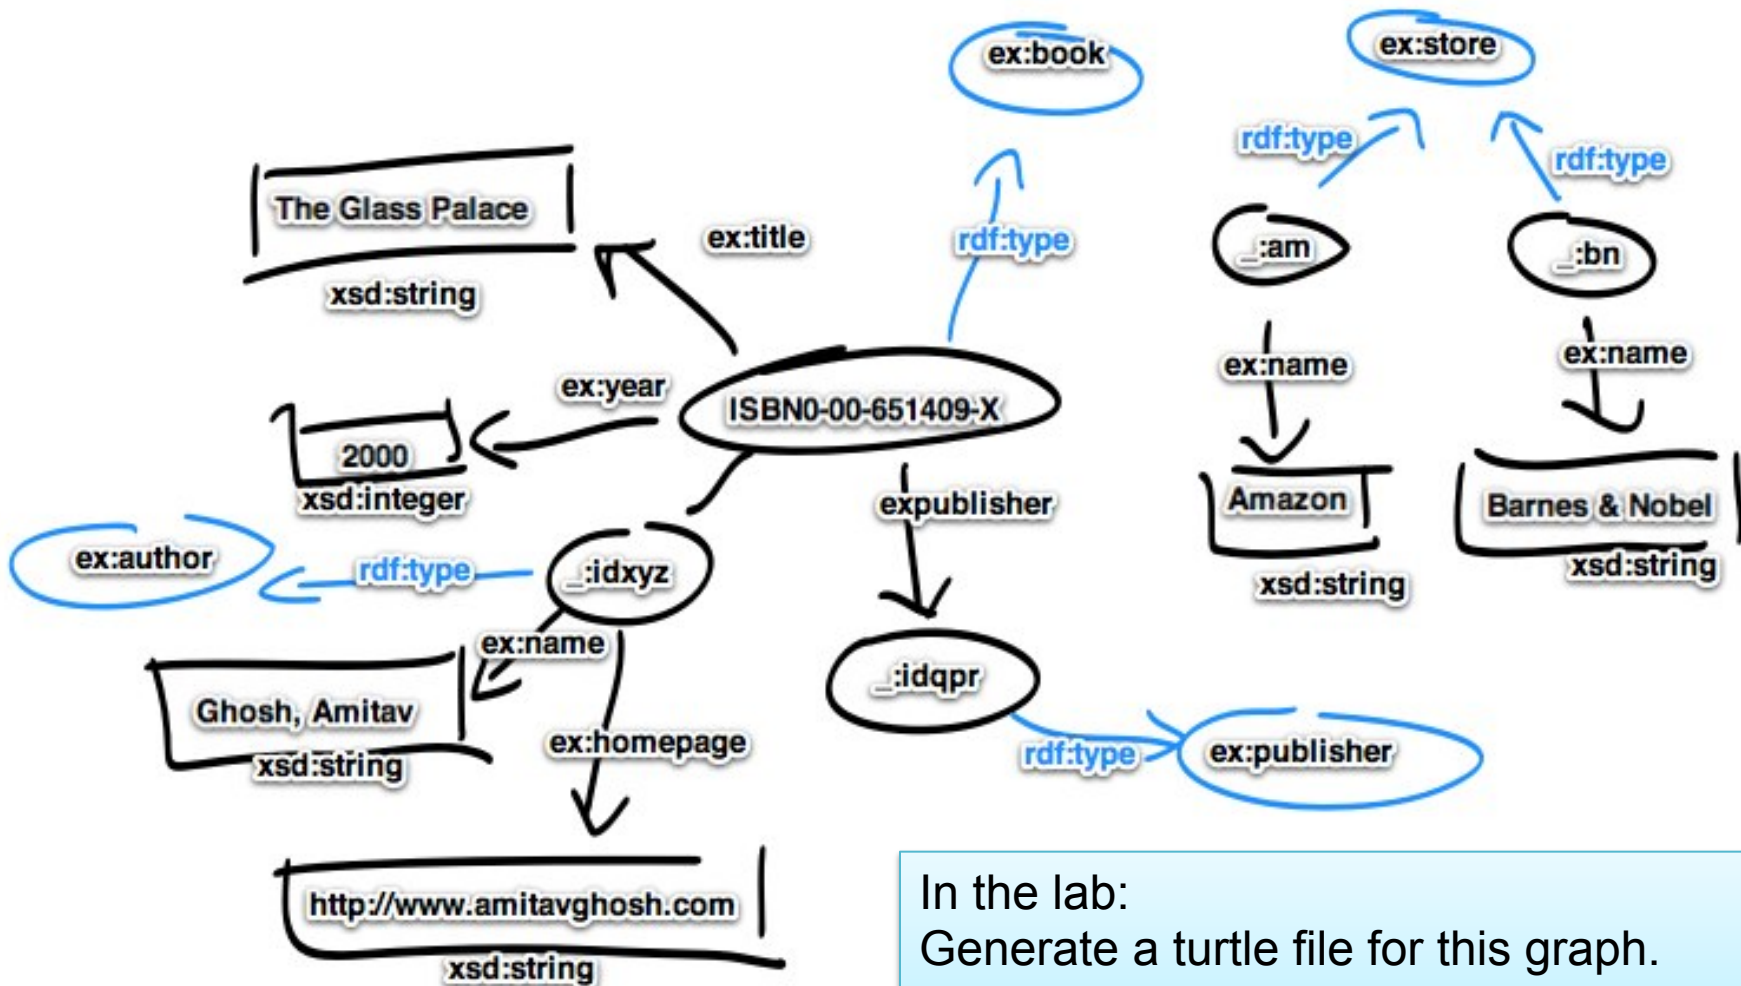 ex:book
ex:store
rdf:type
rdf:type
The Glass Palace
ex:title
rdf:type
_:am
_:bn
xsd:string
ex:name
ex:name
ex:year
ISBN0-00-651409-X
2000
xsd:integer
expublisher
Amazon
Barnes & Nobel
xsd:string
xsd:string
ex:author
rdf:type
_:idxyz
ex:name
_:idqpr
Ghosh, Amitav
xsd:string
ex:homepage
rdf:type
ex:publisher
http://www.amitavghosh.com
xsd:string
In the lab:
Generate a turtle file for this graph.